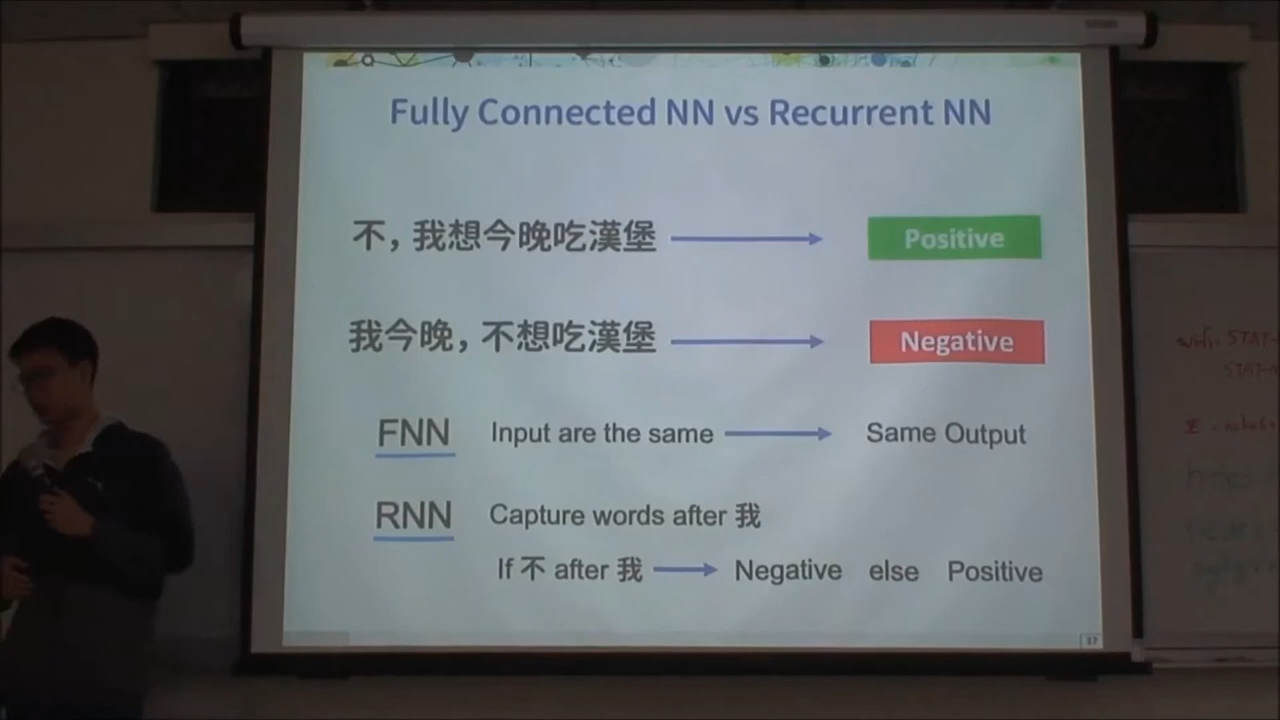 Fully Connected NN vs Recurrent NN
不, 我想今晚吃漢堡 Positive
我今晚, 不想吃漢堡 Negative
FNN Input are the same Same Output
RNN Capture words after 我
If 不 after 我 Negative else Positive
37